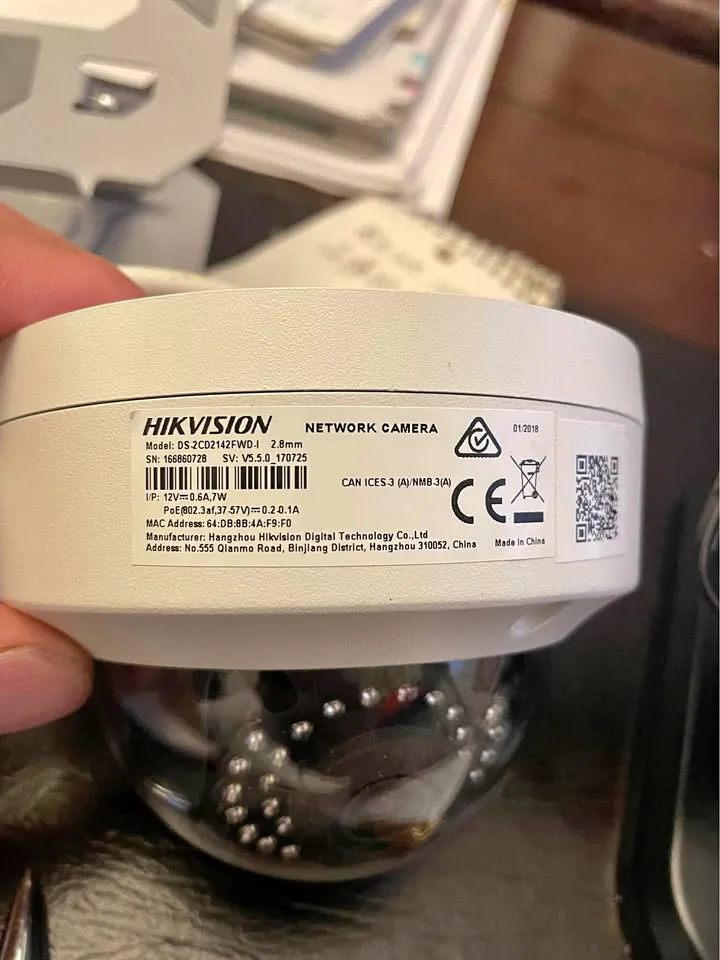 HIKVISION NETWORK CAMERA 01/2018
Model: DS-2CD2142FWD-I 2.8mm
SN: 166860728 SV: V5.5.0_170725
CAN ICES-3 (A)/NMB-3(A)
I/P: 12V⎓0.6A,7W
PoE(802.3af,37-57V)⎓0.2-0.1A
MAC Address: 64:DB:8B:4A:F9:F0
Manufacturer: Hangzhou Hikvision Digital Technology Co.,Ltd
Address: No.555 Qianmo Road, Binjiang District, Hangzhou 310052, China Made in China
CE